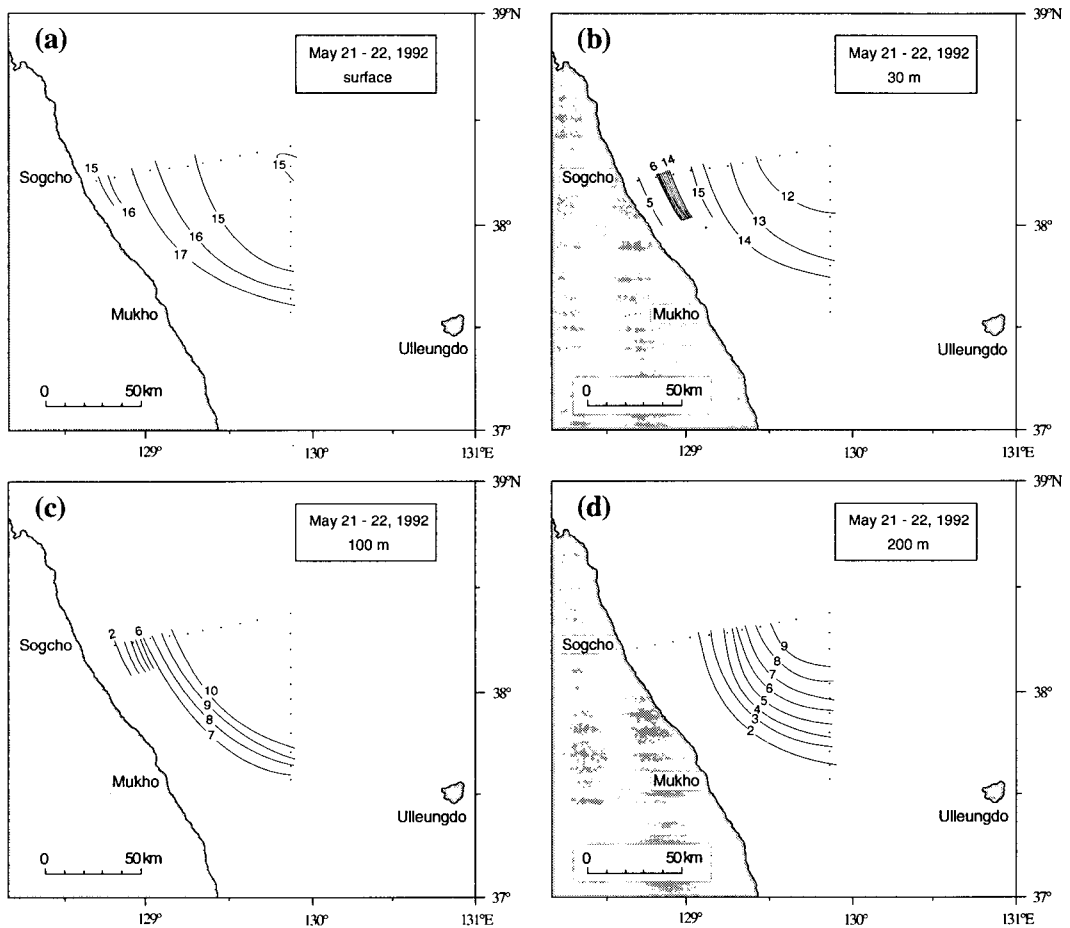 (a)
May 21 - 22, 1992
surface
39°N
Sogcho
15
16
15
15
16
17
38°
Mukho
Ulleungdo
0 50km
37°
129° 130° 131°E
(b)
May 21 - 22, 1992
30 m
39°N
Sogcho
6 14
5
15
12
13
14
38°
Mukho
Ulleungdo
0 50km
37°
129° 130° 131°E
(c)
May 21 - 22, 1992
100 m
39°N
Sogcho
2 6
10
9
8
7
38°
Mukho
Ulleungdo
0 50km
37°
129° 130° 131°E
(d)
May 21 - 22, 1992
200 m
39°N
Sogcho
9
8
7
6
5
4
3
2
38°
Mukho
Ulleungdo
0 50km
37°
129° 130° 131°E